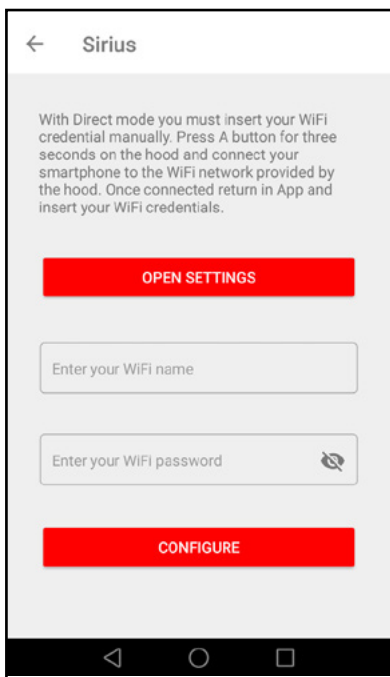 Sirius
With Direct mode you must insert your WiFi
credential manually. Press A button for three
seconds on the hood and connect your
smartphone to the WiFi network provided by
the hood. Once connected return in App and
insert your WiFi credentials.
OPEN SETTINGS
Enter your WiFi name
Enter your WiFi password
CONFIGURE